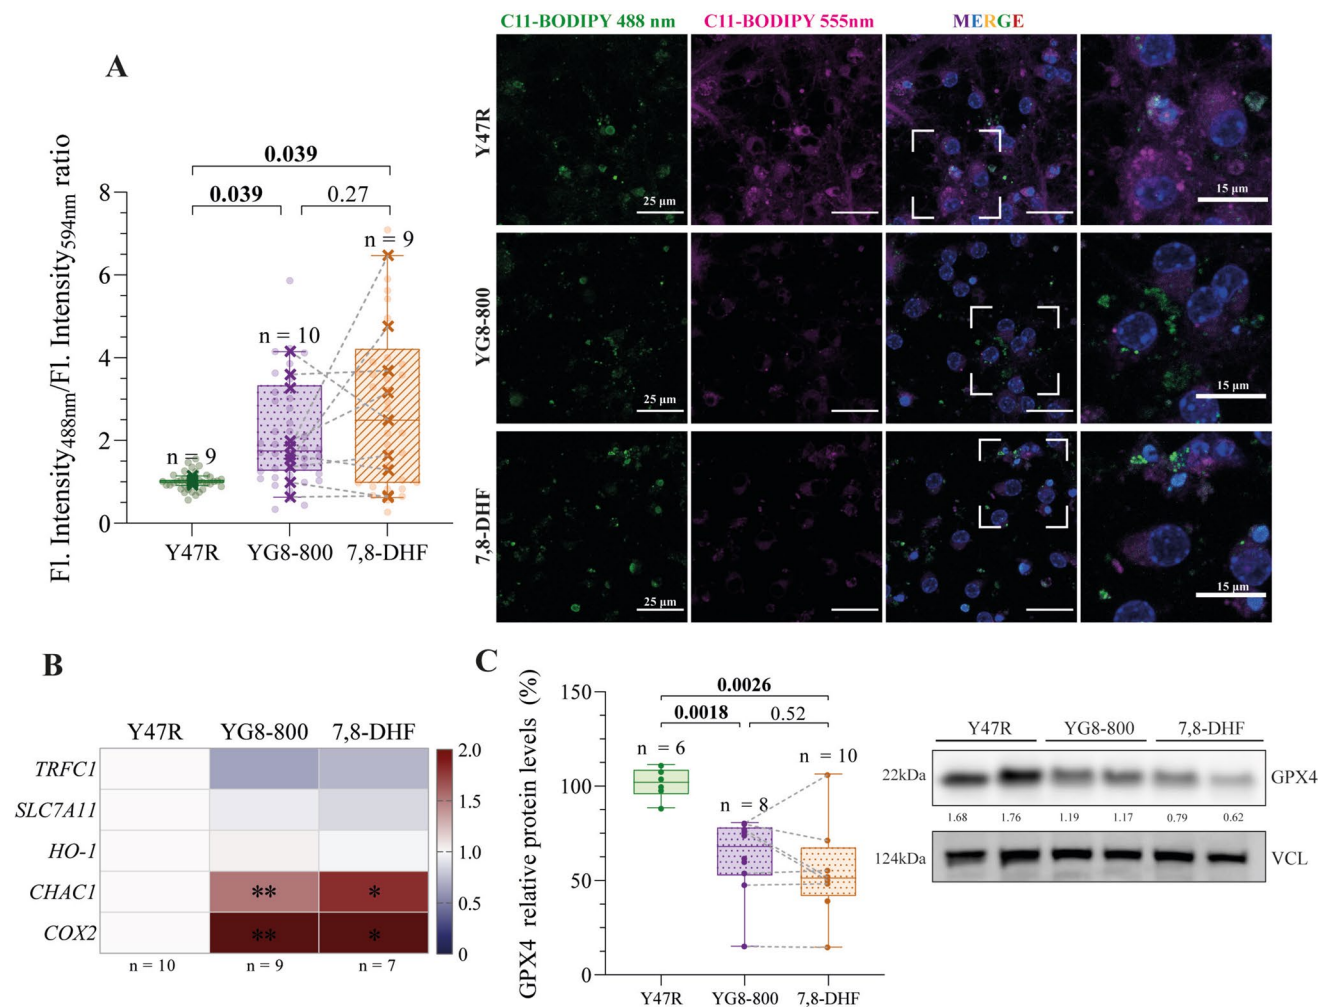 A
Fl. Intensity488nm/Fl. Intensity594nm ratio
0.039
0.039
0.27
8
6
4
2
0
n = 9
n = 10
n = 9
Y47R
YG8-800
7,8-DHF
C11-BODIPY 488 nm
C11-BODIPY 555nm
MERGE
Y47R
25 µm
15 µm
YG8-800
25 µm
15 µm
7,8-DHF
25 µm
15 µm
B
Y47R
YG8-800
7,8-DHF
TRFC1
SLC7A11
HO-1
CHAC1
** *
COX2
** *
n = 10
n = 9
n = 7
2.0
1.5
1.0
0.5
0
C
GPX4 relative protein levels (%)
150
100
50
0
0.0026
0.0018
0.52
n = 6
n = 8
n = 10
Y47R
YG8-800
7,8-DHF
Y47R
YG8-800
7,8-DHF
22kDa
GPX4
1.68 1.76 1.19 1.17 0.79 0.62
124kDa
VCL